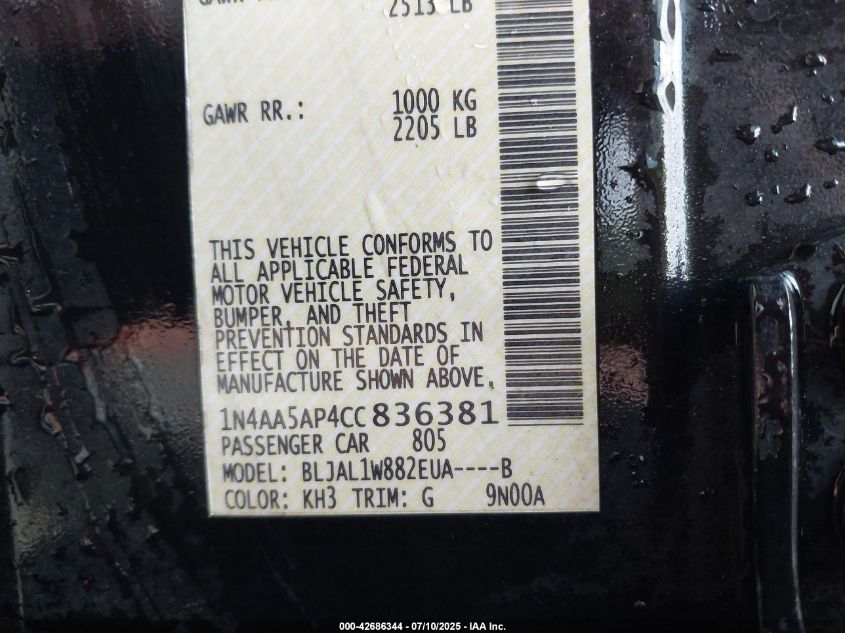 2513 LB
GAWR RR.: 1000 KG
2205 LB
THIS VEHICLE CONFORMS TO
ALL APPLICABLE FEDERAL
MOTOR VEHICLE SAFETY,
BUMPER, AND THEFT
PREVENTION STANDARDS IN
EFFECT ON THE DATE OF
MANUFACTURE SHOWN ABOVE.
1N4AA5AP4CC836381
PASSENGER CAR 805
MODEL: BLJAL1W882EUA----B
COLOR: KH3 TRIM: G 9N00A
000-42686344 - 07/10/2025 - IAA Inc.